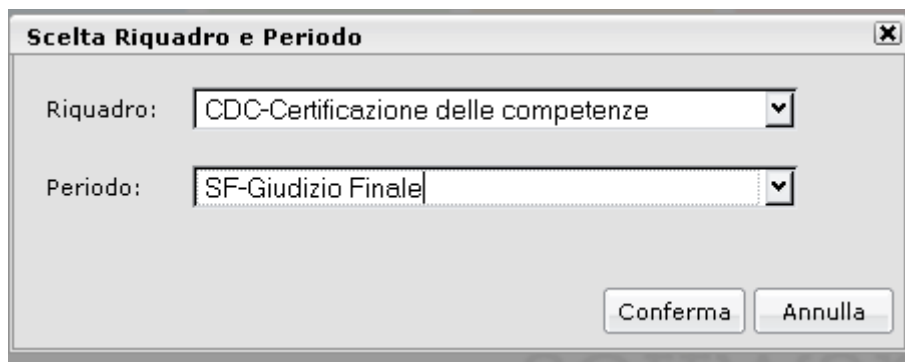 Scelta Riquadro e Periodo
Riquadro: CDC-Certificazione delle competenze
Periodo: SF-Giudizio Finale
Conferma Annulla